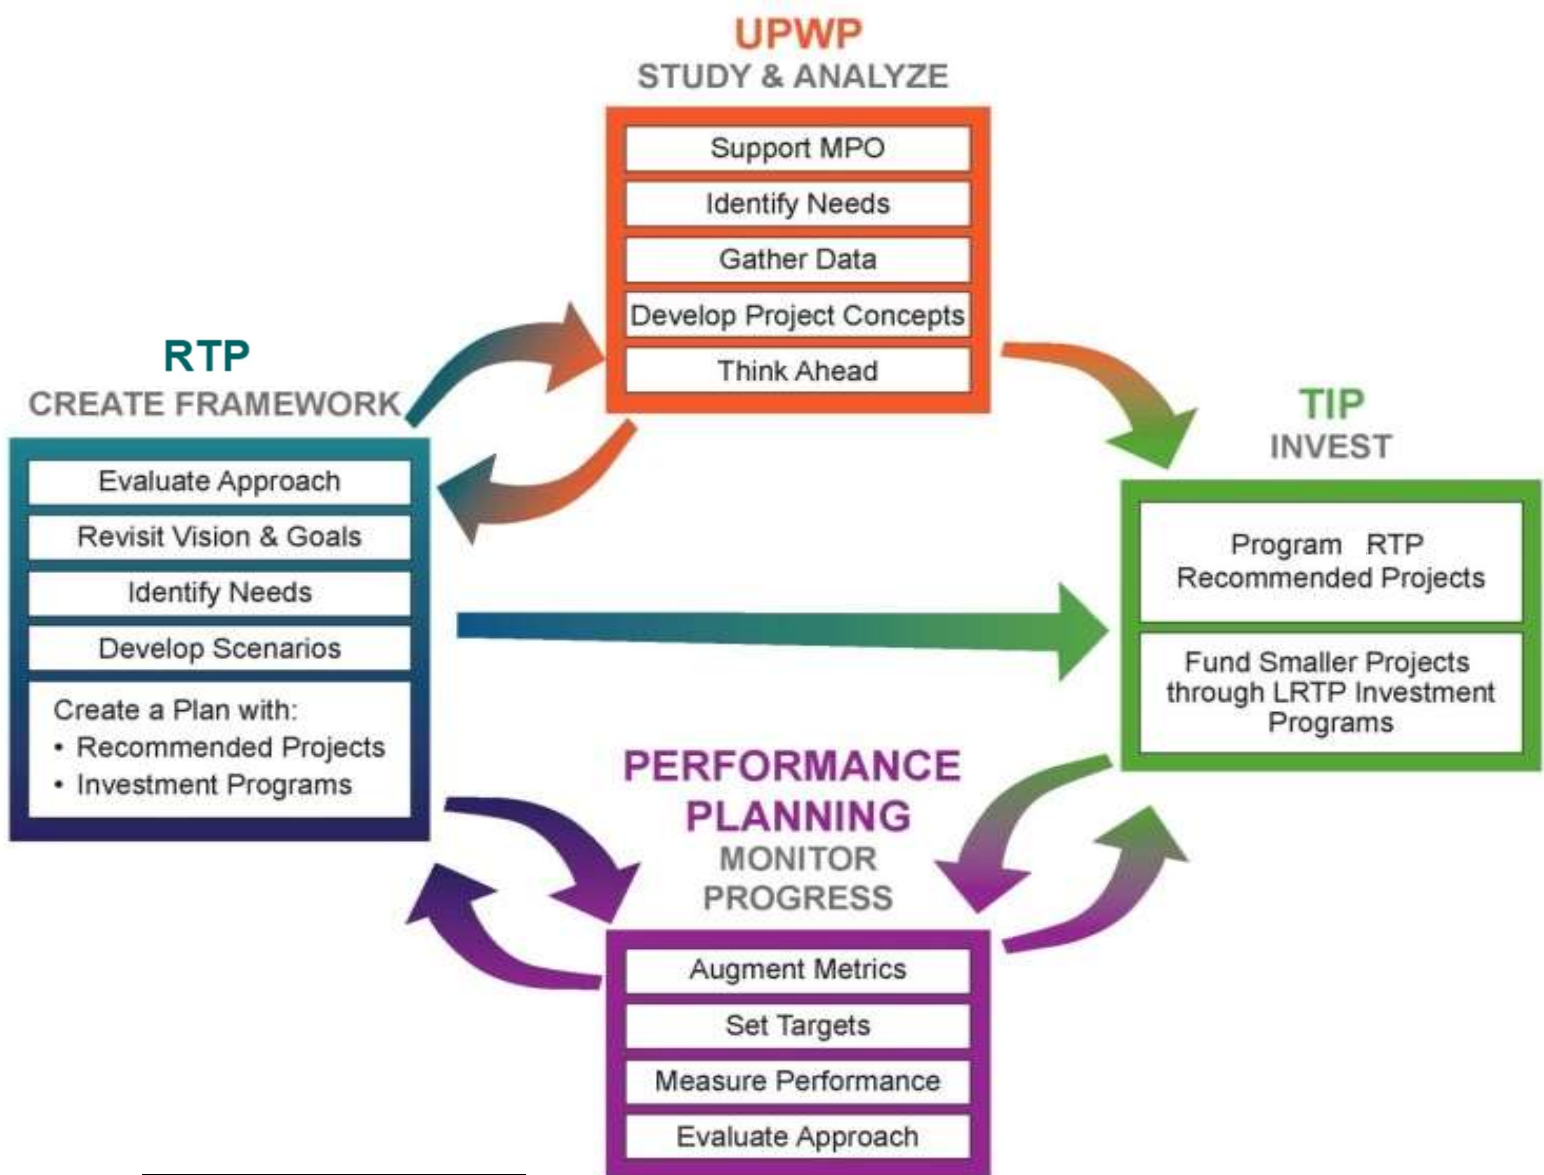 UPWP
STUDY & ANALYZE
Support MPO
Identify Needs
Gather Data
Develop Project Concepts
Think Ahead
RTP
CREATE FRAMEWORK
Evaluate Approach
Revisit Vision & Goals
Identify Needs
Develop Scenarios
Create a Plan with:
• Recommended Projects
• Investment Programs
TIP
INVEST
Program RTP
Recommended Projects
Fund Smaller Projects
through LRTP Investment
Programs
PERFORMANCE
PLANNING
MONITOR
PROGRESS
Augment Metrics
Set Targets
Measure Performance
Evaluate Approach